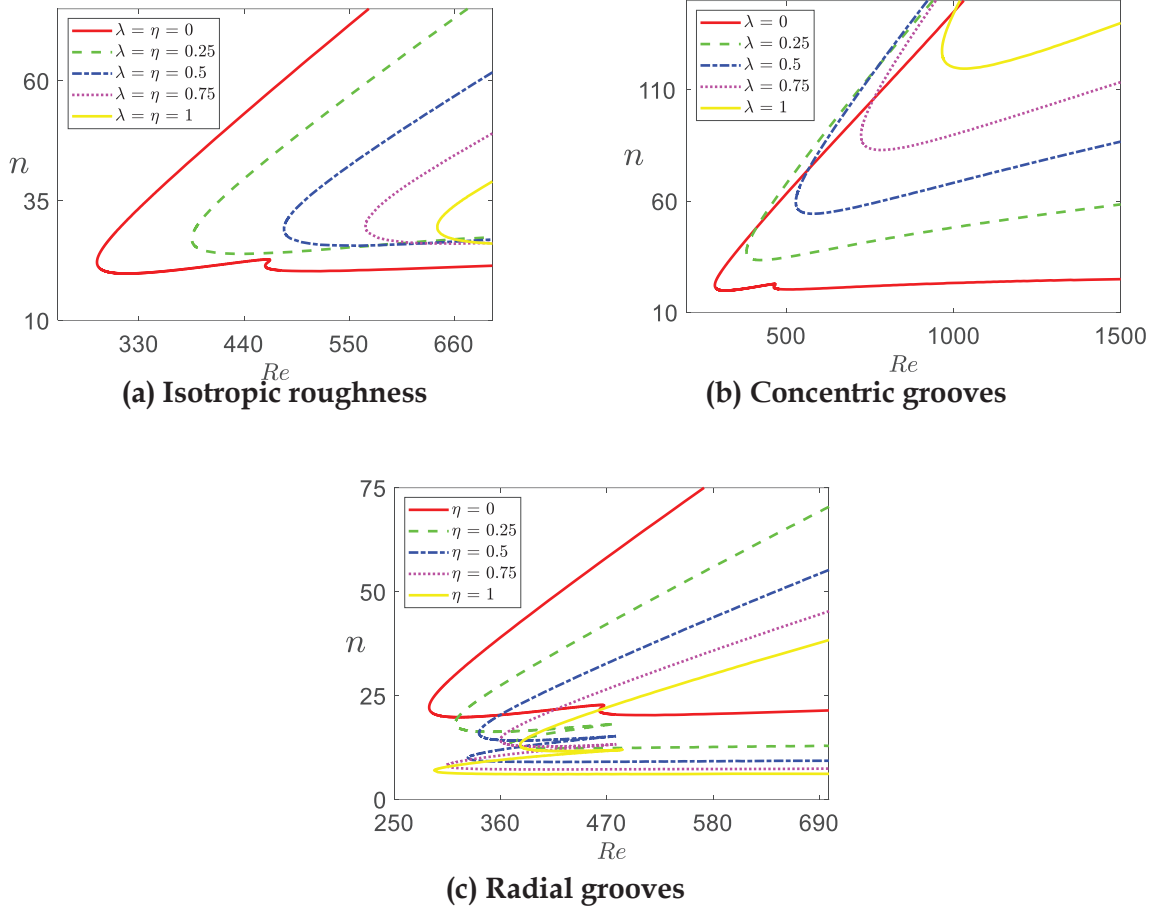 λ = η = 0
λ = η = 0.25
λ = η = 0.5
λ = η = 0.75
λ = η = 1
60
35
10
n
330 440 550 660
Re
(a) Isotropic roughness
λ = 0
λ = 0.25
λ = 0.5
λ = 0.75
λ = 1
110
60
10
n
500 1000 1500
Re
(b) Concentric grooves
η = 0
η = 0.25
η = 0.5
η = 0.75
η = 1
75
50
25
0
n
250 360 470 580 690
Re
(c) Radial grooves